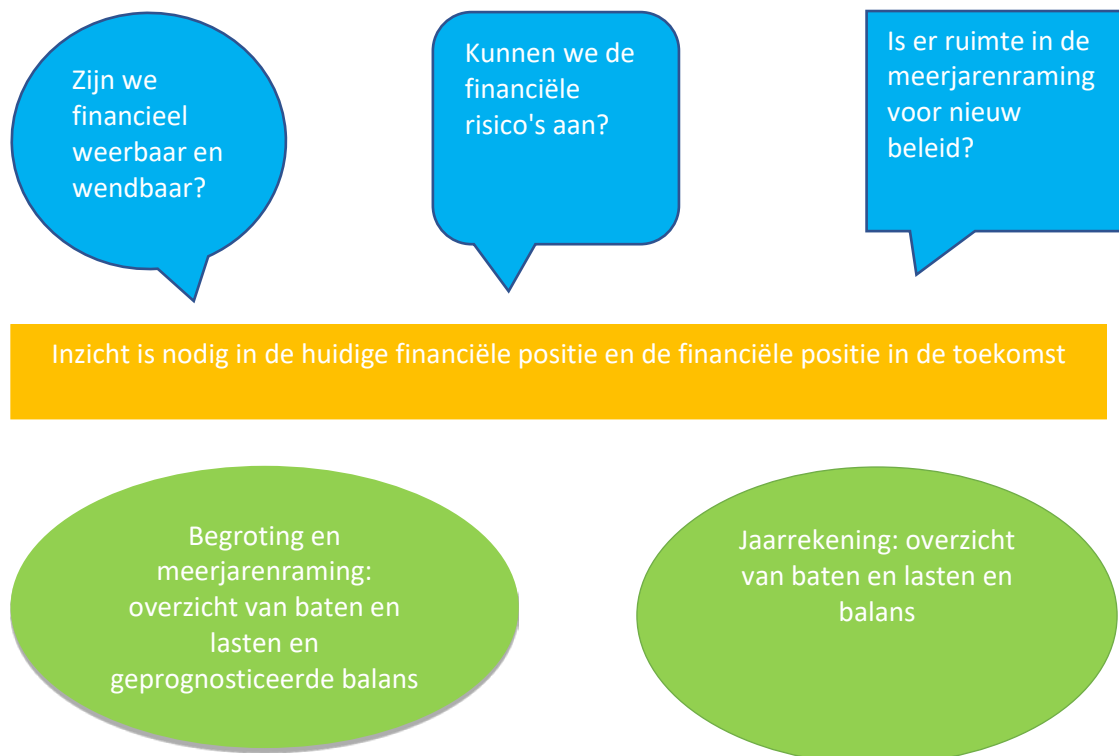 Zijn we
financieel
weerbaar en
wendbaar?
Kunnen we de
financiële
risico's aan?
Is er ruimte in de
meerjarenraming
voor nieuw
beleid?
Inzicht is nodig in de huidige financiële positie en de financiële positie in de toekomst
Begroting en
meerjarenraming:
overzicht van baten en
lasten en
geprognosticeerde balans
Jaarrekening: overzicht
van baten en lasten en
balans